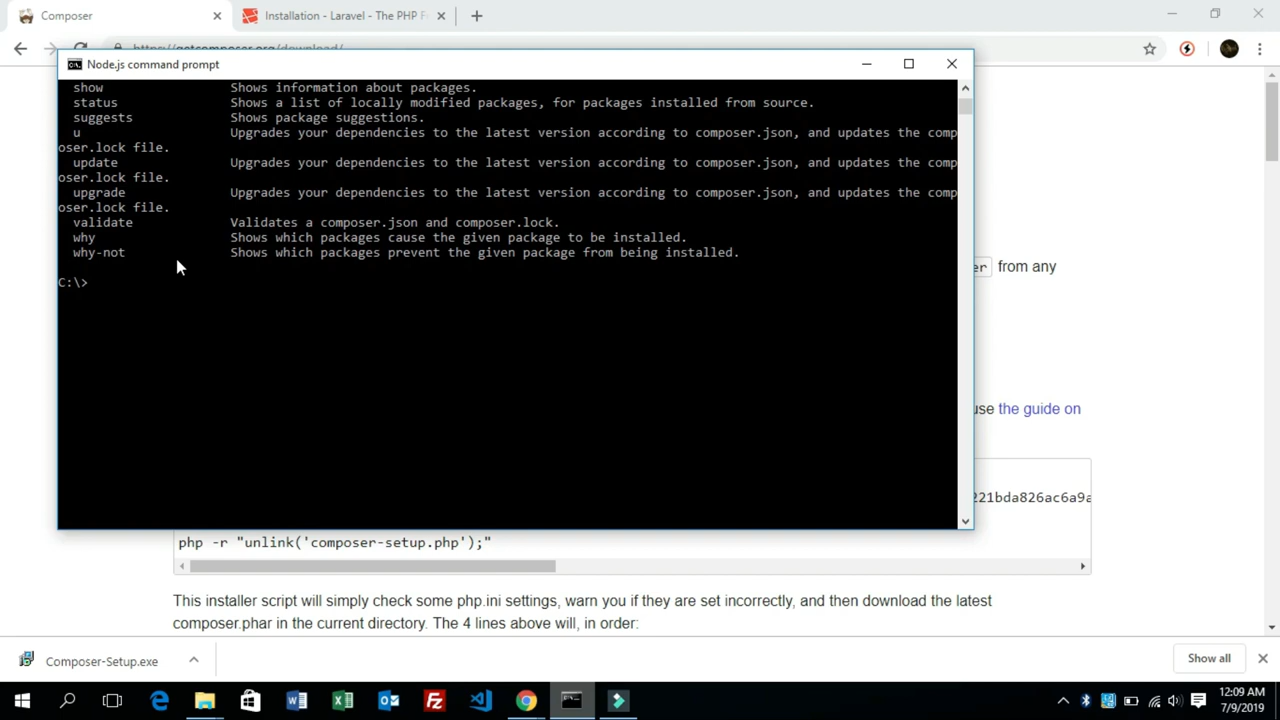 Composer
Installation - Laravel - The PHP F
Node.js command prompt
show Shows information about packages.
status Shows a list of locally modified packages, for packages installed from source.
suggests Shows package suggestions.
u Upgrades your dependencies to the latest version according to composer.json, and updates the comp
oser.lock file.
update Upgrades your dependencies to the latest version according to composer.json, and updates the comp
oser.lock file.
upgrade Upgrades your dependencies to the latest version according to composer.json, and updates the comp
oser.lock file.
validate Validates a composer.json and composer.lock.
why Shows which packages cause the given package to be installed.
why-not Shows which packages prevent the given package from being installed.
C:\>
er from any
use the guide on
221bda826ac6a9a
php -r "unlink('composer-setup.php');"
This installer script will simply check some php.ini settings, warn you if they are set incorrectly, and then download the latest
composer.phar in the current directory. The 4 lines above will, in order:
Composer-Setup.exe
Show all
12:09 AM
7/9/2019